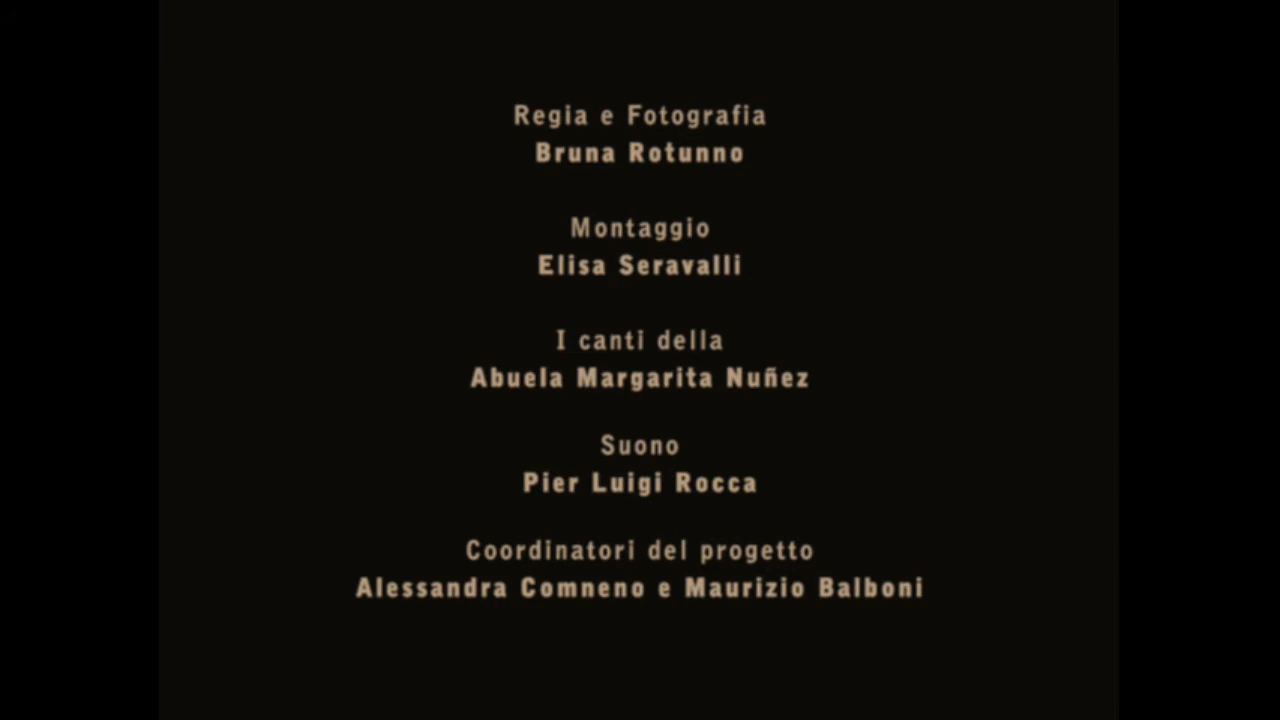 Regia e Fotografia
Bruna Rotunno
Montaggio
Elisa Seravalli
I canti della
Abuela Margarita Nuñez
Suono
Pier Luigi Rocca
Coordinatori del progetto
Alessandra Comneno e Maurizio Balboni